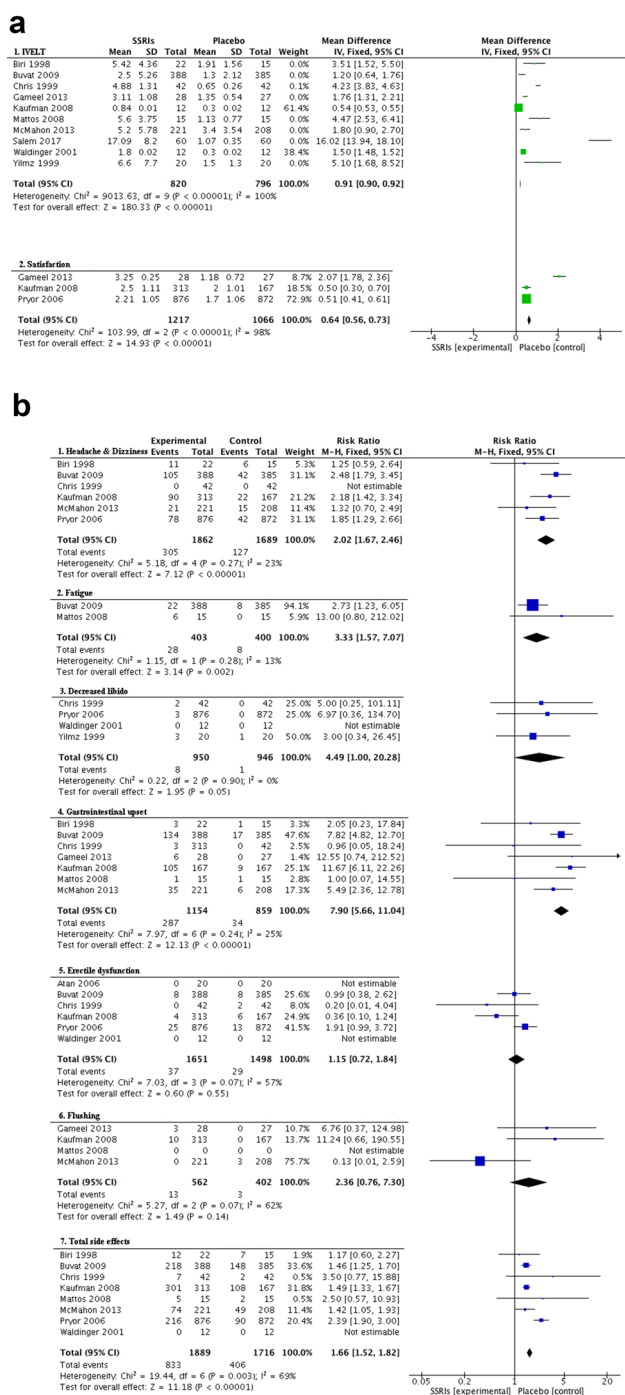 a
SSRIs Placebo Mean Difference Mean Difference
1. IVELT Mean SD Total Mean SD Total Weight IV, Fixed, 95% CI IV, Fixed, 95% CI
Biri 1998 5.42 4.36 22 1.91 1.56 15 0.0% 3.51 [1.52, 5.50]
Buvat 2009 2.5 5.26 388 1.3 2.12 385 0.0% 1.20 [0.64, 1.76]
Chris 1999 4.88 1.31 42 0.65 0.26 42 0.0% 4.23 [3.83, 4.63]
Gameel 2013 3.11 1.08 28 1.35 0.54 27 0.0% 1.76 [1.31, 2.21]
Kaufman 2008 0.84 0.01 12 0.3 0.02 12 61.4% 0.54 [0.53, 0.55]
Mattos 2008 5.6 3.75 15 1.13 0.77 15 0.0% 4.47 [2.53, 6.41]
McMahon 2013 5.2 5.78 221 3.4 3.54 208 0.0% 1.80 [0.90, 2.70]
Salem 2017 17.09 8.2 60 1.07 0.35 60 0.0% 16.02 [13.94, 18.10]
Waldinger 2001 1.8 0.02 12 0.3 0.02 12 38.4% 1.50 [1.48, 1.52]
Yilmz 1999 6.6 7.7 20 1.5 1.3 20 0.0% 5.10 [1.68, 8.52]
Total (95% CI) 820 796 100.0% 0.91 [0.90, 0.92]
Heterogeneity: Chi² = 9013.63, df = 9 (P < 0.00001); I² = 100%
Test for overall effect: Z = 180.33 (P < 0.00001)
2. Satisfaction
Gameel 2013 3.25 0.25 28 1.18 0.72 27 8.7% 2.07 [1.78, 2.36]
Kaufman 2008 2.5 1.11 313 2 1.01 167 18.5% 0.50 [0.30, 0.70]
Pryor 2006 2.21 1.05 876 1.7 1.06 872 72.9% 0.51 [0.41, 0.61]
Total (95% CI) 1217 1066 100.0% 0.64 [0.56, 0.73]
Heterogeneity: Chi² = 103.99, df = 2 (P < 0.00001); I² = 98%
Test for overall effect: Z = 14.93 (P < 0.00001)
-4 -2 0 2 4
SSRIs [experimental] Placebo [control]
b
Experimental Control Risk Ratio Risk Ratio
1. Headache & Dizziness Events Total Events Total Weight M-H, Fixed, 95% CI M-H, Fixed, 95% CI
Biri 1998 11 22 6 15 5.3% 1.25 [0.59, 2.64]
Buvat 2009 105 388 42 385 31.1% 2.48 [1.79, 3.45]
Chris 1999 0 42 0 42 Not estimable
Kaufman 2008 90 313 22 167 21.2% 2.18 [1.42, 3.34]
McMahon 2013 21 221 15 208 11.4% 1.32 [0.70, 2.49]
Pryor 2006 78 876 42 872 31.1% 1.85 [1.29, 2.66]
Total (95% CI) 1862 1689 100.0% 2.02 [1.67, 2.46]
Total events 305 127
Heterogeneity: Chi² = 5.18, df = 4 (P = 0.27); I² = 23%
Test for overall effect: Z = 7.12 (P < 0.00001)
2. Fatigue
Buvat 2009 22 388 8 385 94.1% 2.73 [1.23, 6.05]
Mattos 2008 6 15 0 15 5.9% 13.00 [0.80, 212.02]
Total (95% CI) 403 400 100.0% 3.33 [1.57, 7.07]
Total events 28 8
Heterogeneity: Chi² = 1.15, df = 1 (P = 0.28); I² = 13%
Test for overall effect: Z = 3.14 (P = 0.002)
3. Decreased libido
Chris 1999 2 42 0 42 25.0% 5.00 [0.25, 101.11]
Pryor 2006 3 876 0 872 25.0% 6.97 [0.36, 134.70]
Waldinger 2001 0 12 0 12 Not estimable
Yilmz 1999 3 20 1 20 50.0% 3.00 [0.34, 26.45]
Total (95% CI) 950 946 100.0% 4.49 [1.00, 20.28]
Total events 8 1
Heterogeneity: Chi² = 0.22, df = 2 (P = 0.90); I² = 0%
Test for overall effect: Z = 1.95 (P = 0.05)
4. Gastrointestinal upset
Biri 1998 3 22 1 15 3.3% 2.05 [0.23, 17.84]
Buvat 2009 134 388 17 385 47.6% 7.82 [4.82, 12.70]
Chris 1999 3 313 0 42 2.4% 0.96 [0.05, 18.24]
Gameel 2013 6 28 0 27 1.4% 12.55 [0.74, 212.52]
Kaufman 2008 105 167 9 167 25.1% 11.67 [6.11, 22.26]
Mattos 2008 1 15 1 15 2.8% 1.00 [0.07, 14.55]
McMahon 2013 35 221 6 208 17.3% 5.49 [2.36, 12.78]
Total (95% CI) 1154 859 100.0% 7.90 [5.66, 11.04]
Total events 287 34
Heterogeneity: Chi² = 7.97, df = 6 (P = 0.24); I² = 25%
Test for overall effect: Z = 12.13 (P < 0.00001)
5. Erectile dysfunction
Atan 2006 0 20 0 20 Not estimable
Buvat 2009 8 388 8 385 25.6% 0.99 [0.38, 2.62]
Chris 1999 0 42 2 42 8.0% 0.20 [0.01, 4.04]
Kaufman 2008 4 313 6 167 24.9% 0.36 [0.10, 1.24]
Pryor 2006 25 876 13 872 41.5% 1.91 [0.99, 3.72]
Waldinger 2001 0 12 0 12 Not estimable
Total (95% CI) 1651 1498 100.0% 1.15 [0.72, 1.84]
Total events 37 29
Heterogeneity: Chi² = 7.03, df = 3 (P = 0.07); I² = 57%
Test for overall effect: Z = 0.60 (P = 0.55)
6. Flushing
Gameel 2013 3 28 0 27 10.7% 6.76 [0.37, 124.98]
Kaufman 2008 10 313 0 167 13.7% 11.24 [0.66, 190.55]
Mattos 2008 0 0 0 0 Not estimable
McMahon 2013 0 221 3 208 75.7% 0.13 [0.01, 2.59]
Total (95% CI) 562 402 100.0% 2.36 [0.76, 7.30]
Total events 13 3
Heterogeneity: Chi² = 5.27, df = 2 (P = 0.07); I² = 62%
Test for overall effect: Z = 1.49 (P = 0.14)
7. Total side effects
Biri 1998 12 22 7 15 1.9% 1.17 [0.60, 2.27]
Buvat 2009 218 388 148 385 33.6% 1.46 [1.25, 1.70]
Chris 1999 7 42 2 42 0.5% 3.50 [0.77, 15.88]
Kaufman 2008 301 313 108 167 31.8% 1.49 [1.33, 1.67]
Mattos 2008 5 15 2 15 0.5% 2.50 [0.57, 10.93]
McMahon 2013 74 221 49 208 11.4% 1.42 [1.05, 1.93]
Pryor 2006 216 876 90 872 20.4% 2.39 [1.90, 3.00]
Waldinger 2001 0 12 0 12 Not estimable
Total (95% CI) 1889 1716 100.0% 1.66 [1.52, 1.82]
Total events 833 406
Heterogeneity: Chi² = 19.44, df = 6 (P = 0.003); I² = 69%
Test for overall effect: Z = 11.18 (P < 0.00001)
0.05 0.2 1 5 20
SSRIs [experimental] Placebo [control]